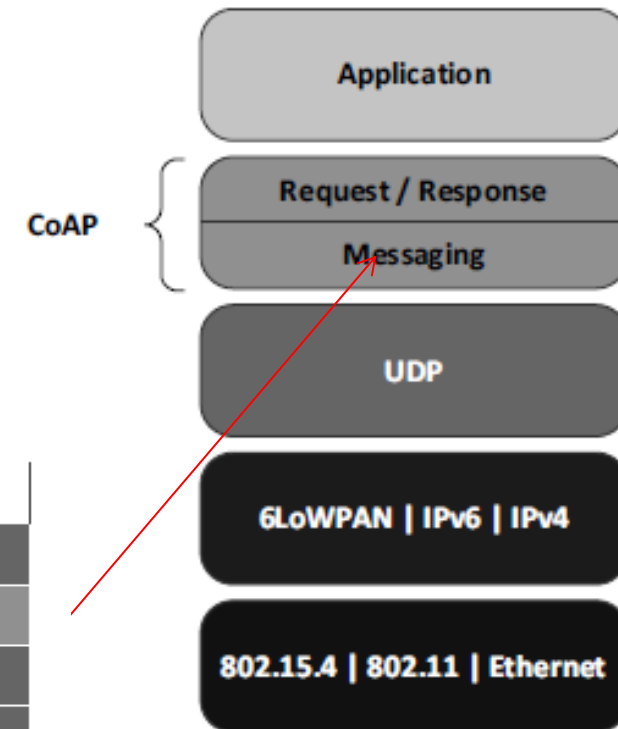 Application
Request / Response
CoAP
Messaging
UDP
6LoWPAN | IPv6 | IPv4
802.15.4 | 802.11 | Ethernet